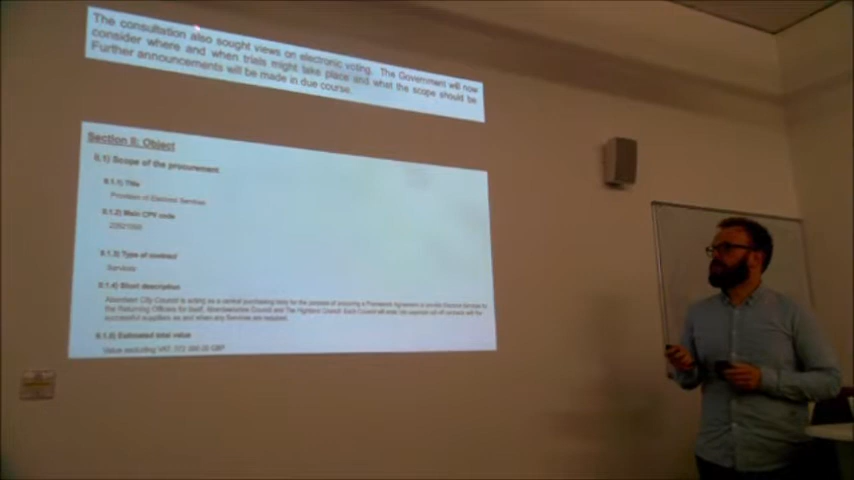 The consultation also sought views on electronic voting. The Government will now
consider where and when trials might take place and what the scope should be.
Further announcements will be made in due course.
Section II: Object
II.1) Scope of the procurement
II.1.1) Title
Provision of Electoral Services
II.1.2) Main CPV code
II.1.3) Type of contract
Services
II.1.4) Short description
Aberdeen City Council is acting as a central purchasing body for the purpose of procuring a Framework Agreement to provide Electoral Services for
the Returning Officers for itself, Aberdeenshire Council and The Highland Council. Each Council will enter into separate call-off contracts with the
successful suppliers as and when any Services are required.
II.1.5) Estimated total value
Value excluding VAT: GBP